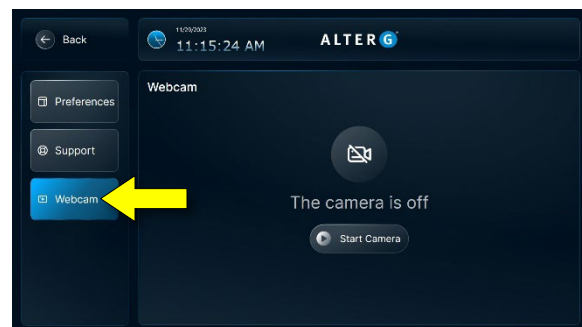 Back
11/29/2023
11:15:24 AM
ALTERG
Preferences
Support
Webcam
Webcam
The camera is off
Start Camera